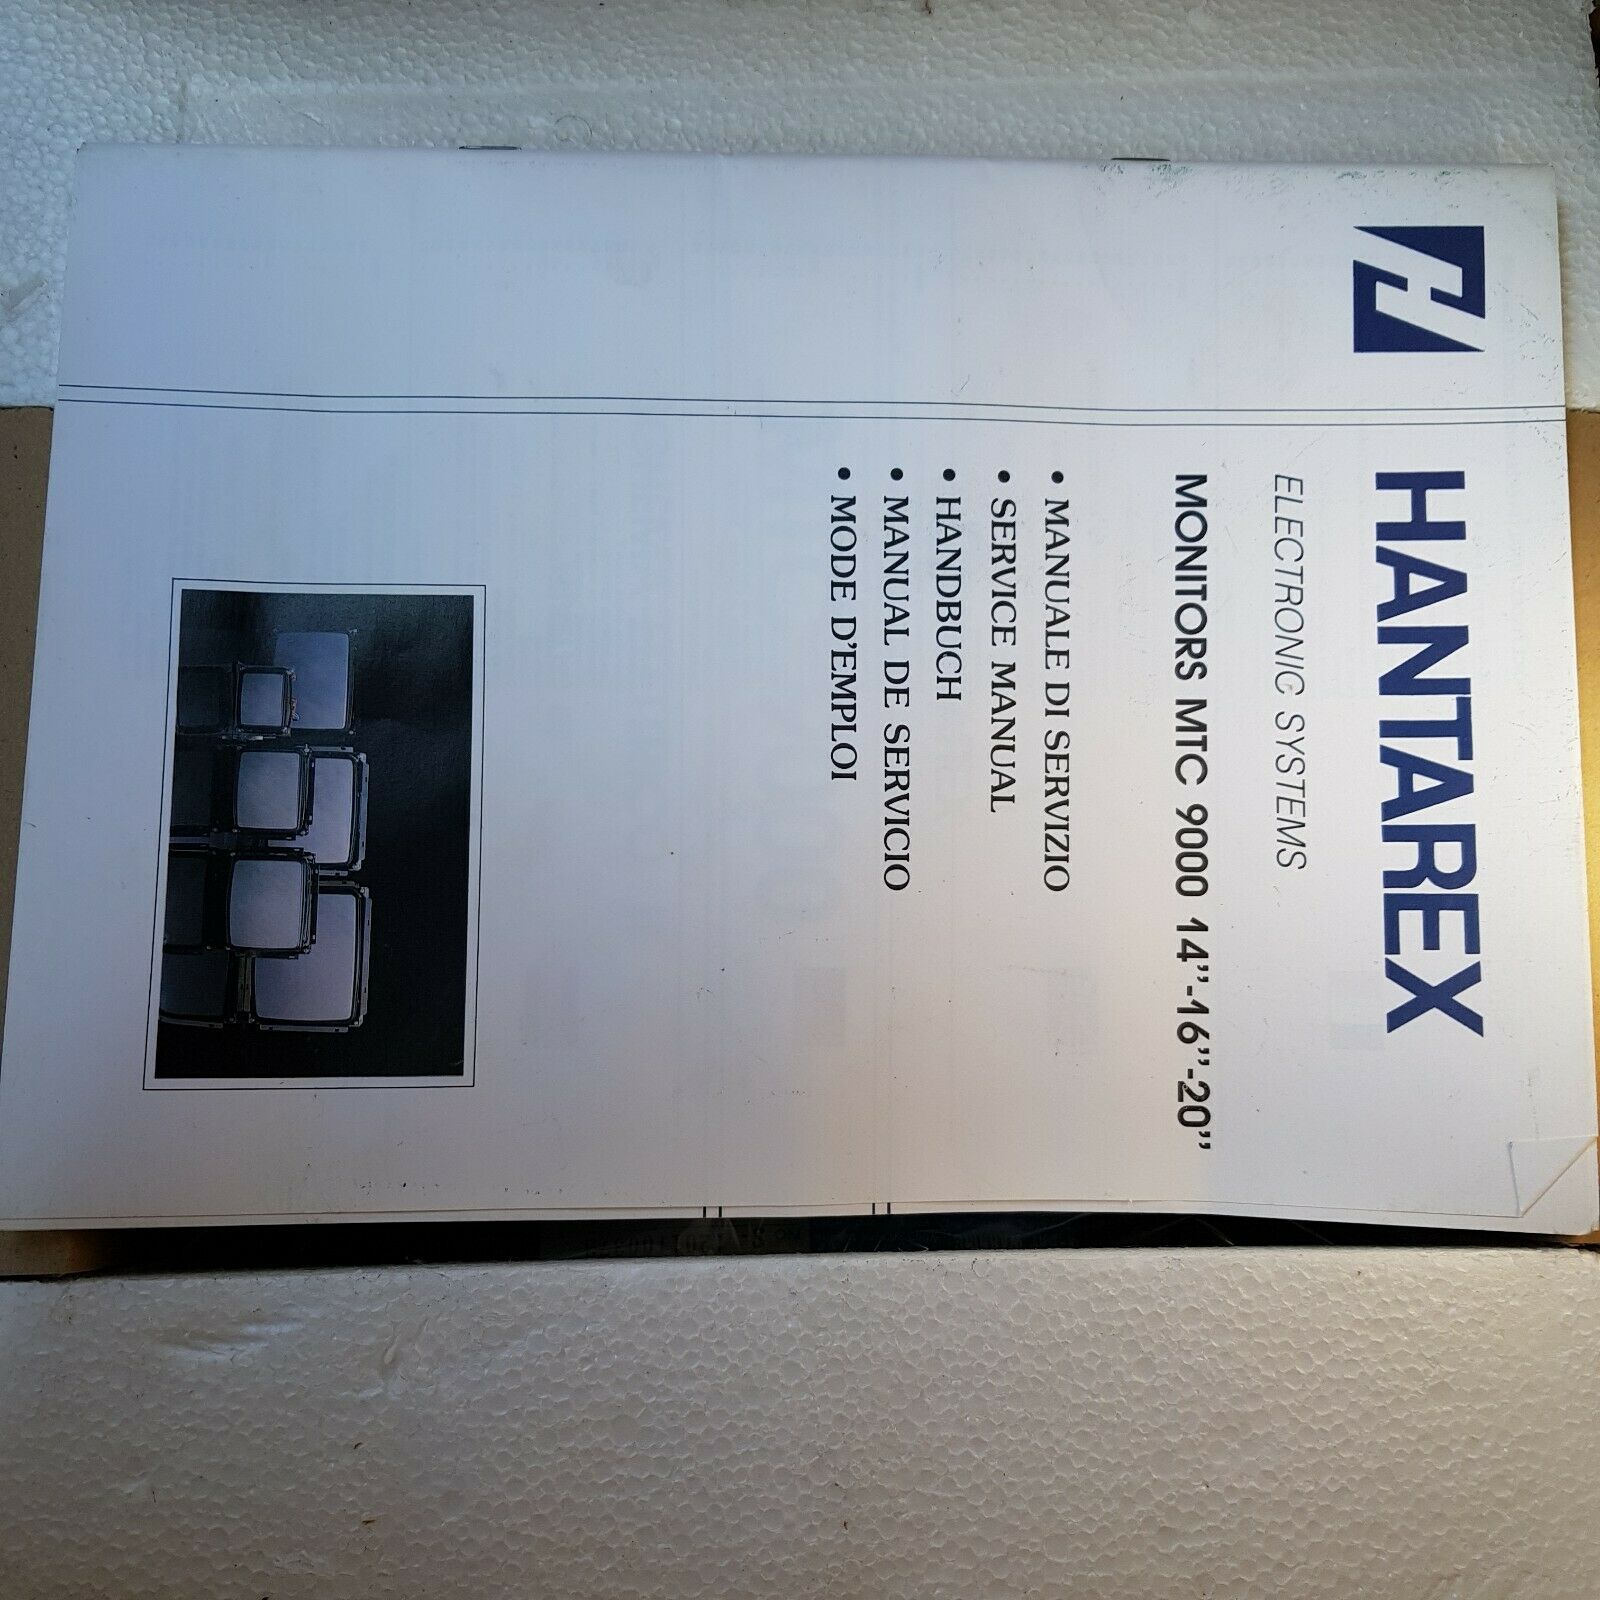 HANTAREX
ELECTRONIC SYSTEMS
MONITORS MTC 9000 14”-16”-20”
• MANUALE DI SERVIZIO
• SERVICE MANUAL
• HANDBUCH
• MANUAL DE SERVICIO
• MODE D'EMPLOI